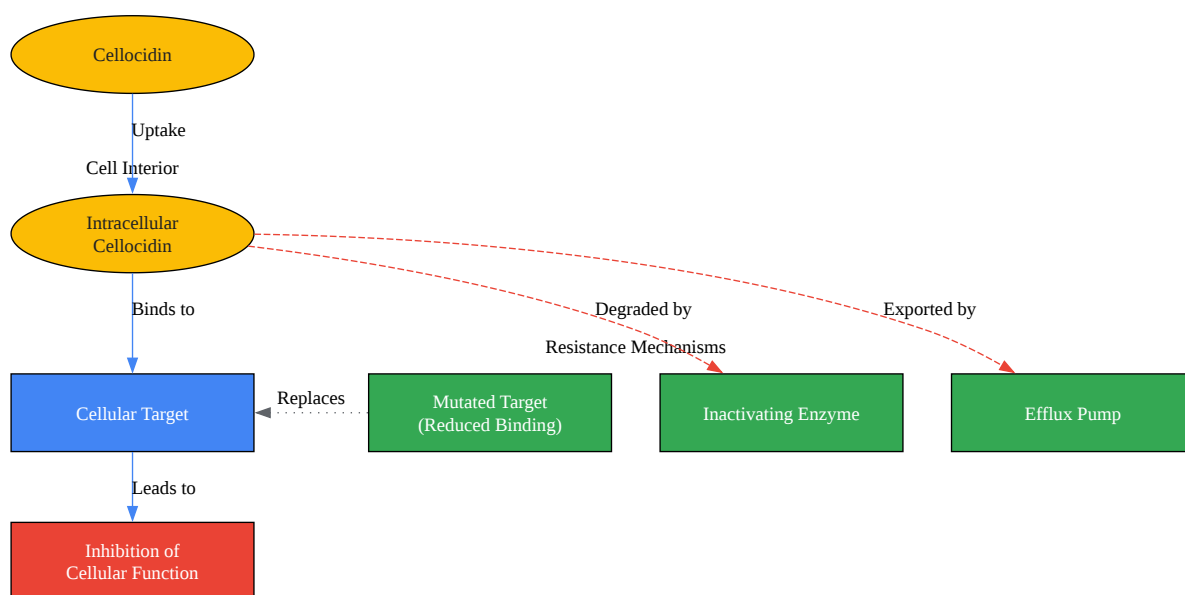 Cellocidin
Uptake
Cell Interior
Intracellular
Cellocidin
Binds to
Degraded by
Exported by
Resistance Mechanisms
Cellular Target
Replaces
Mutated Target
(Reduced Binding)
Inactivating Enzyme
Efflux Pump
Leads to
Inhibition of
Cellular Function